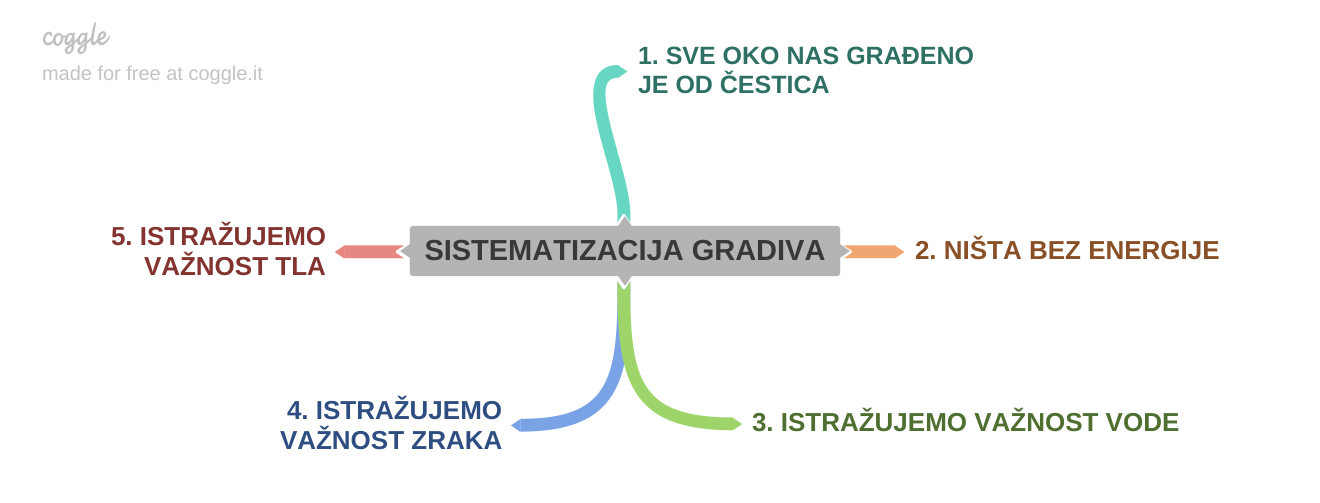 coggle
made for free at coggle.it
1. SVE OKO NAS GRAĐENO
JE OD ČESTICA
SISTEMATIZACIJA GRADIVA
2. NIŠTA BEZ ENERGIJE
3. ISTRAŽUJEMO VAŽNOST VODE
4. ISTRAŽUJEMO
VAŽNOST ZRAKA
5. ISTRAŽUJEMO
VAŽNOST TLA